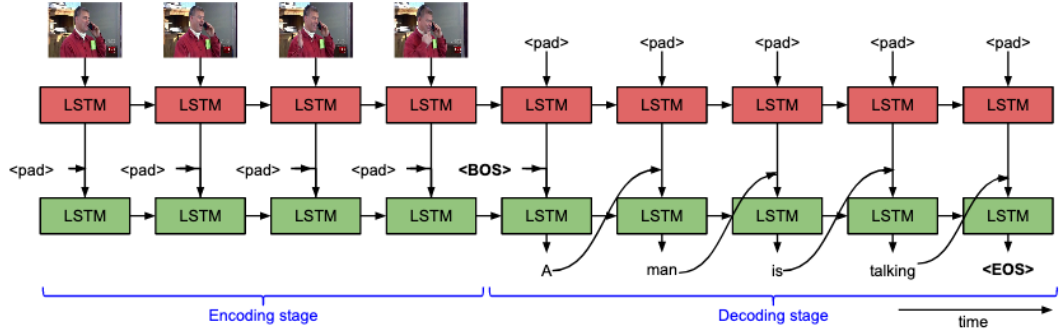 <pad> <pad> <pad> <pad> <pad>
LSTM LSTM LSTM LSTM LSTM LSTM LSTM LSTM LSTM
<pad> <pad> <pad> <pad> <BOS>
LSTM LSTM LSTM LSTM LSTM LSTM LSTM LSTM LSTM
A man is talking <EOS>
Encoding stage Decoding stage time